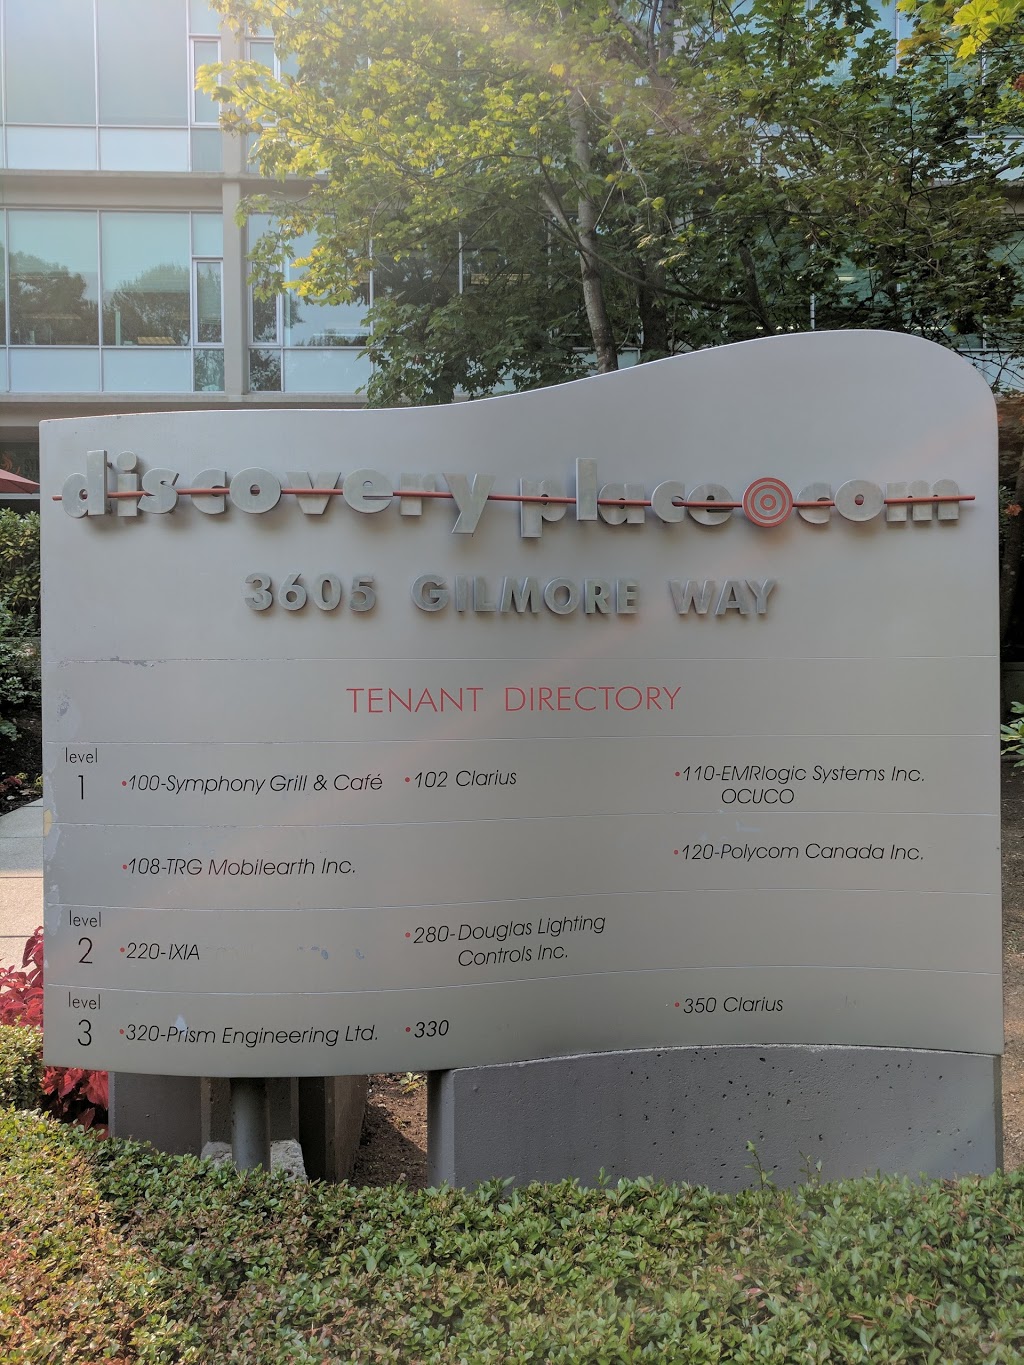 discovery place.com
3605 GILMORE WAY
TENANT DIRECTORY
level
1
•100-Symphony Grill & Café
•102 Clarius
•110-EMRlogic Systems Inc.
OCUCO
•108-TRG Mobilearth Inc.
•120-Polycom Canada Inc.
level
2
•220-IXIA
•280-Douglas Lighting
Controls Inc.
level
3
•320-Prism Engineering Ltd.
•330
•350 Clarius